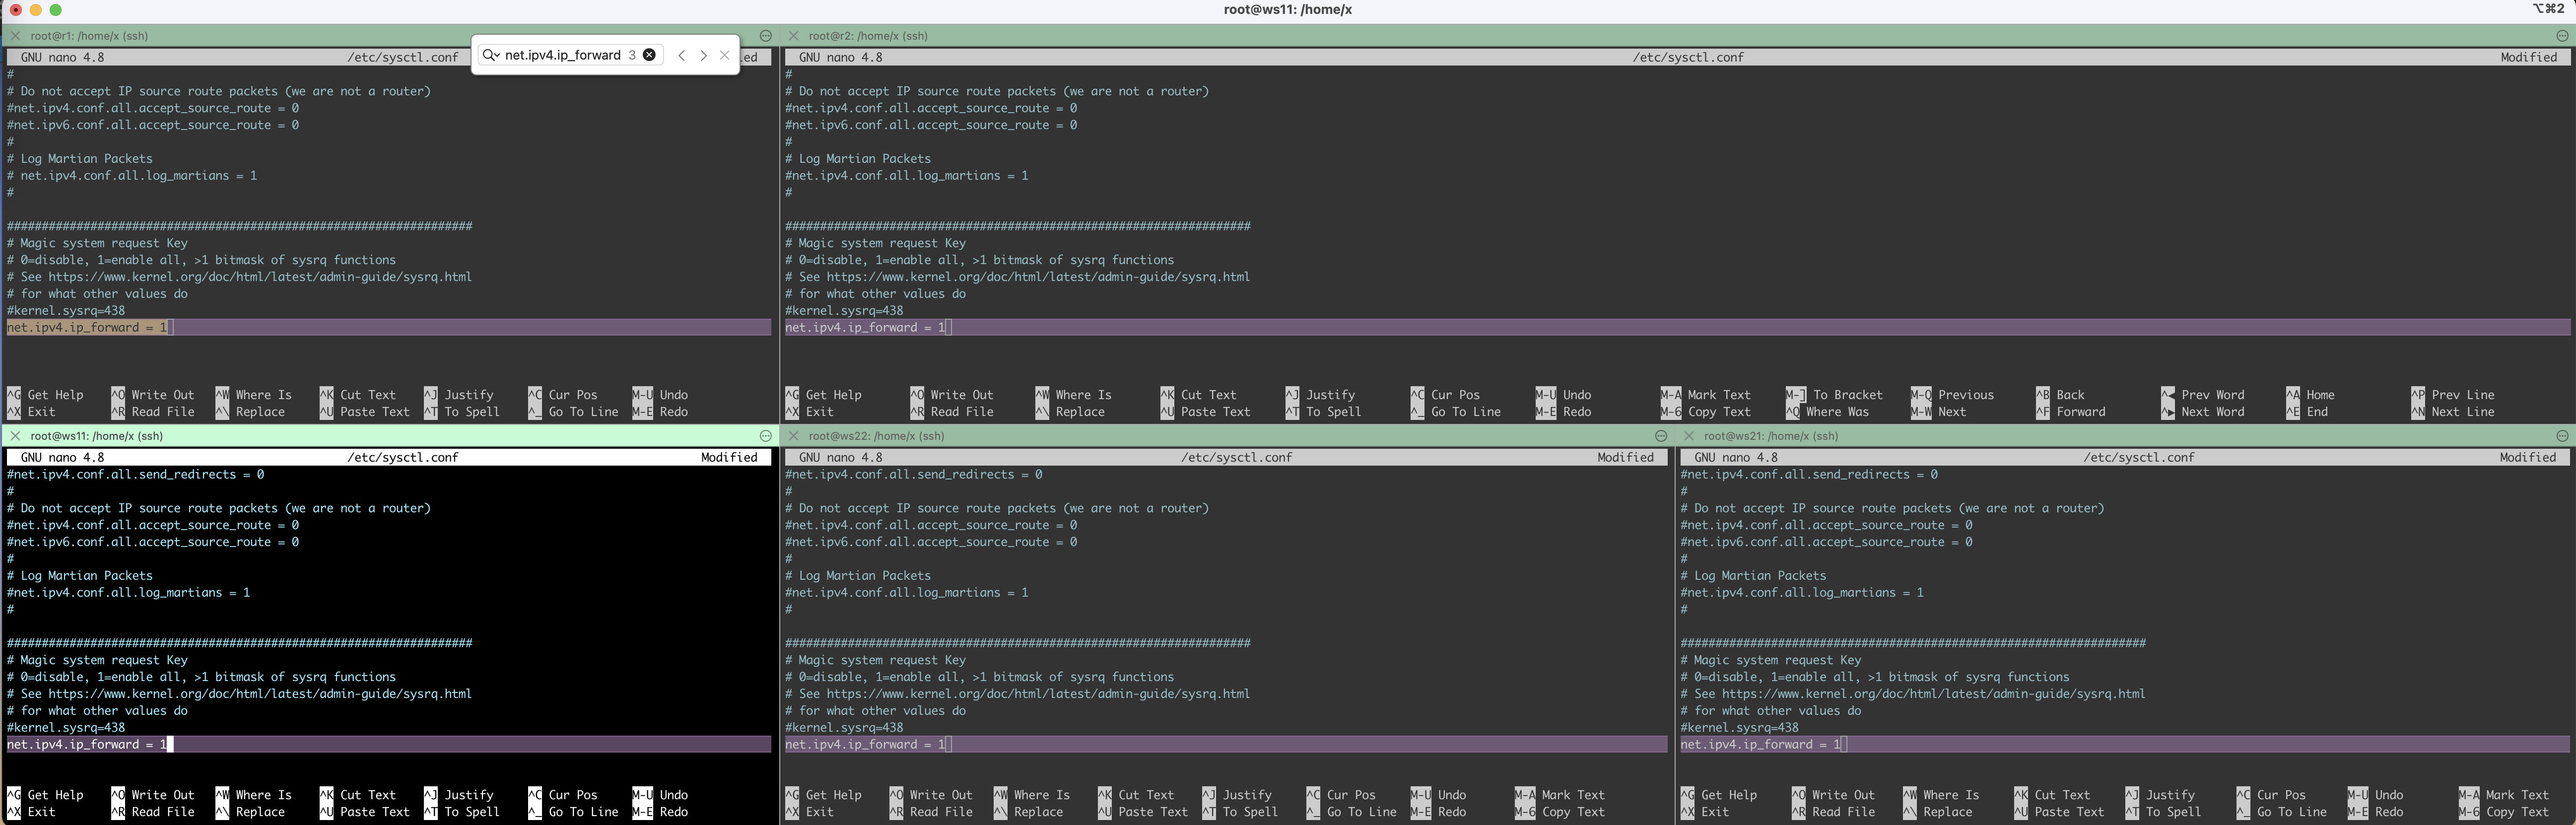 root@ws11: /home/x
⌥⌘2
root@r1: /home/x (ssh)
net.ipv4.ip_forward 3
GNU nano 4.8 /etc/sysctl.conf ed
#
# Do not accept IP source route packets (we are not a router)
#net.ipv4.conf.all.accept_source_route = 0
#net.ipv6.conf.all.accept_source_route = 0
#
# Log Martian Packets
# net.ipv4.conf.all.log_martians = 1
#
###################################################################
# Magic system request Key
# 0=disable, 1=enable all, >1 bitmask of sysrq functions
# See https://www.kernel.org/doc/html/latest/admin-guide/sysrq.html
# for what other values do
#kernel.sysrq=438
net.ipv4.ip_forward = 1
^G Get Help ^O Write Out ^W Where Is ^K Cut Text ^J Justify ^C Cur Pos M-U Undo
^X Exit ^R Read File ^\ Replace ^U Paste Text ^T To Spell ^_ Go To Line M-E Redo
root@r2: /home/x (ssh)
GNU nano 4.8 /etc/sysctl.conf Modified
#
# Do not accept IP source route packets (we are not a router)
#net.ipv4.conf.all.accept_source_route = 0
#net.ipv6.conf.all.accept_source_route = 0
#
# Log Martian Packets
#net.ipv4.conf.all.log_martians = 1
#
###################################################################
# Magic system request Key
# 0=disable, 1=enable all, >1 bitmask of sysrq functions
# See https://www.kernel.org/doc/html/latest/admin-guide/sysrq.html
# for what other values do
#kernel.sysrq=438
net.ipv4.ip_forward = 1
^G Get Help ^O Write Out ^W Where Is ^K Cut Text ^J Justify ^C Cur Pos M-U Undo M-A Mark Text M-] To Bracket M-Q Previous ^B Back ^◀ Prev Word ^A Home ^P Prev Line
^X Exit ^R Read File ^\ Replace ^U Paste Text ^T To Spell ^_ Go To Line M-E Redo M-6 Copy Text ^Q Where Was M-W Next ^F Forward ^▶ Next Word ^E End ^N Next Line
root@ws11: /home/x (ssh)
GNU nano 4.8 /etc/sysctl.conf Modified
#net.ipv4.conf.all.send_redirects = 0
#
# Do not accept IP source route packets (we are not a router)
#net.ipv4.conf.all.accept_source_route = 0
#net.ipv6.conf.all.accept_source_route = 0
#
# Log Martian Packets
#net.ipv4.conf.all.log_martians = 1
#
###################################################################
# Magic system request Key
# 0=disable, 1=enable all, >1 bitmask of sysrq functions
# See https://www.kernel.org/doc/html/latest/admin-guide/sysrq.html
# for what other values do
#kernel.sysrq=438
net.ipv4.ip_forward = 1
^G Get Help ^O Write Out ^W Where Is ^K Cut Text ^J Justify ^C Cur Pos M-U Undo
^X Exit ^R Read File ^\ Replace ^U Paste Text ^T To Spell ^_ Go To Line M-E Redo
root@ws22: /home/x (ssh)
GNU nano 4.8 /etc/sysctl.conf Modified
#net.ipv4.conf.all.send_redirects = 0
#
# Do not accept IP source route packets (we are not a router)
#net.ipv4.conf.all.accept_source_route = 0
#net.ipv6.conf.all.accept_source_route = 0
#
# Log Martian Packets
#net.ipv4.conf.all.log_martians = 1
#
###################################################################
# Magic system request Key
# 0=disable, 1=enable all, >1 bitmask of sysrq functions
# See https://www.kernel.org/doc/html/latest/admin-guide/sysrq.html
# for what other values do
#kernel.sysrq=438
net.ipv4.ip_forward = 1
^G Get Help ^O Write Out ^W Where Is ^K Cut Text ^J Justify ^C Cur Pos M-U Undo M-A Mark Text
^X Exit ^R Read File ^\ Replace ^U Paste Text ^T To Spell ^_ Go To Line M-E Redo M-6 Copy Text
root@ws21: /home/x (ssh)
GNU nano 4.8 /etc/sysctl.conf Modified
#net.ipv4.conf.all.send_redirects = 0
#
# Do not accept IP source route packets (we are not a router)
#net.ipv4.conf.all.accept_source_route = 0
#net.ipv6.conf.all.accept_source_route = 0
#
# Log Martian Packets
#net.ipv4.conf.all.log_martians = 1
#
###################################################################
# Magic system request Key
# 0=disable, 1=enable all, >1 bitmask of sysrq functions
# See https://www.kernel.org/doc/html/latest/admin-guide/sysrq.html
# for what other values do
#kernel.sysrq=438
net.ipv4.ip_forward = 1
^G Get Help ^O Write Out ^W Where Is ^K Cut Text ^J Justify ^C Cur Pos M-U Undo M-A Mark Text
^X Exit ^R Read File ^\ Replace ^U Paste Text ^T To Spell ^_ Go To Line M-E Redo M-6 Copy Text